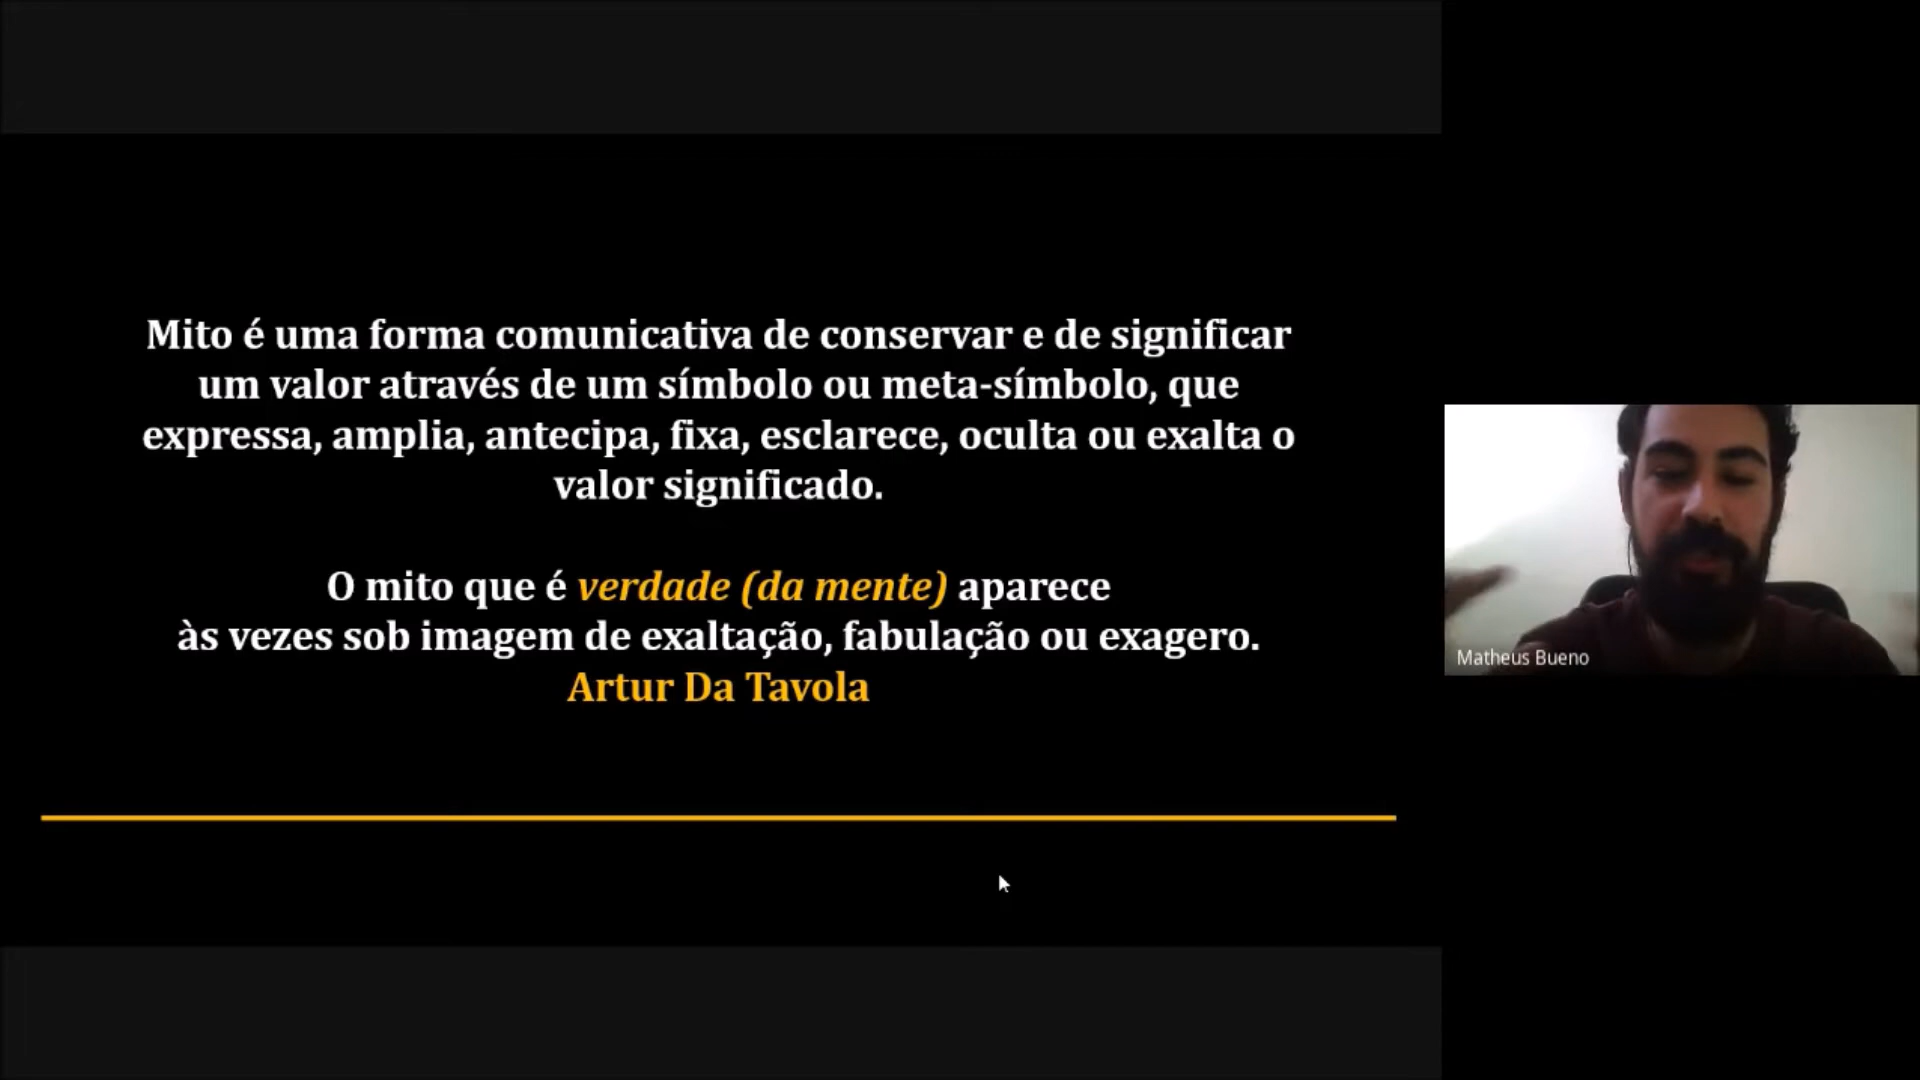 Mito é uma forma comunicativa de conservar e de significar
um valor através de um símbolo ou meta-símbolo, que
expressa, amplia, antecipa, fixa, esclarece, oculta ou exalta o
valor significado.
O mito que é verdade (da mente) aparece
às vezes sob imagem de exaltação, fabulação ou exagero.
Artur Da Tavola
Matheus Bueno